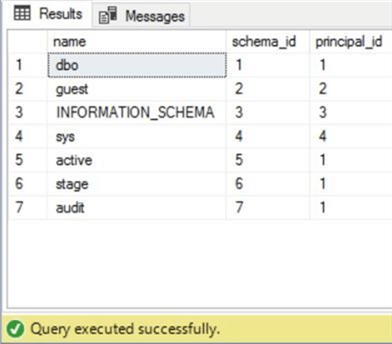 Results Messages
name schema_id principal_id
1 dbo 1 1
2 guest 2 2
3 INFORMATION_SCHEMA 3 3
4 sys 4 4
5 active 5 1
6 stage 6 1
7 audit 7 1
Query executed successfully.